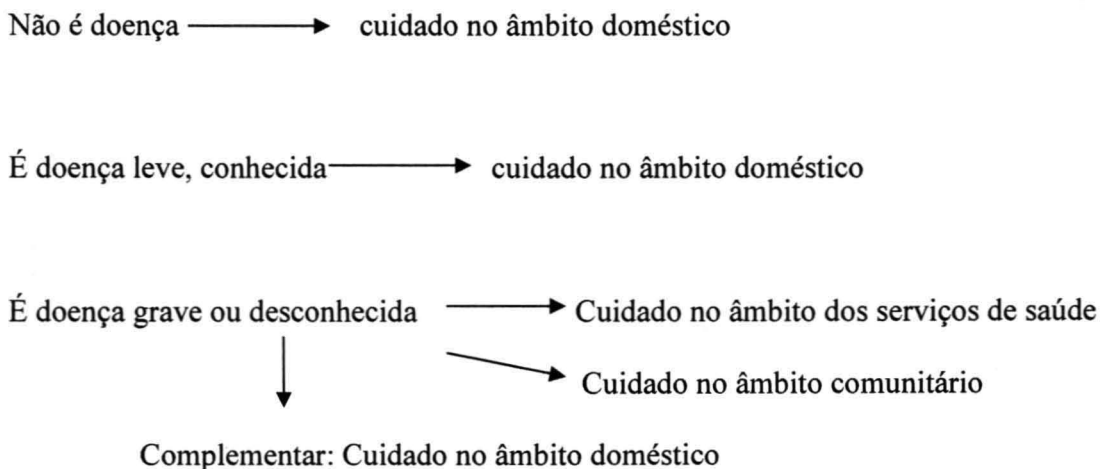 Não é doença cuidado no âmbito doméstico
É doença leve, conhecida cuidado no âmbito doméstico
É doença grave ou desconhecida Cuidado no âmbito dos serviços de saúde
Cuidado no âmbito comunitário
Complementar: Cuidado no âmbito doméstico